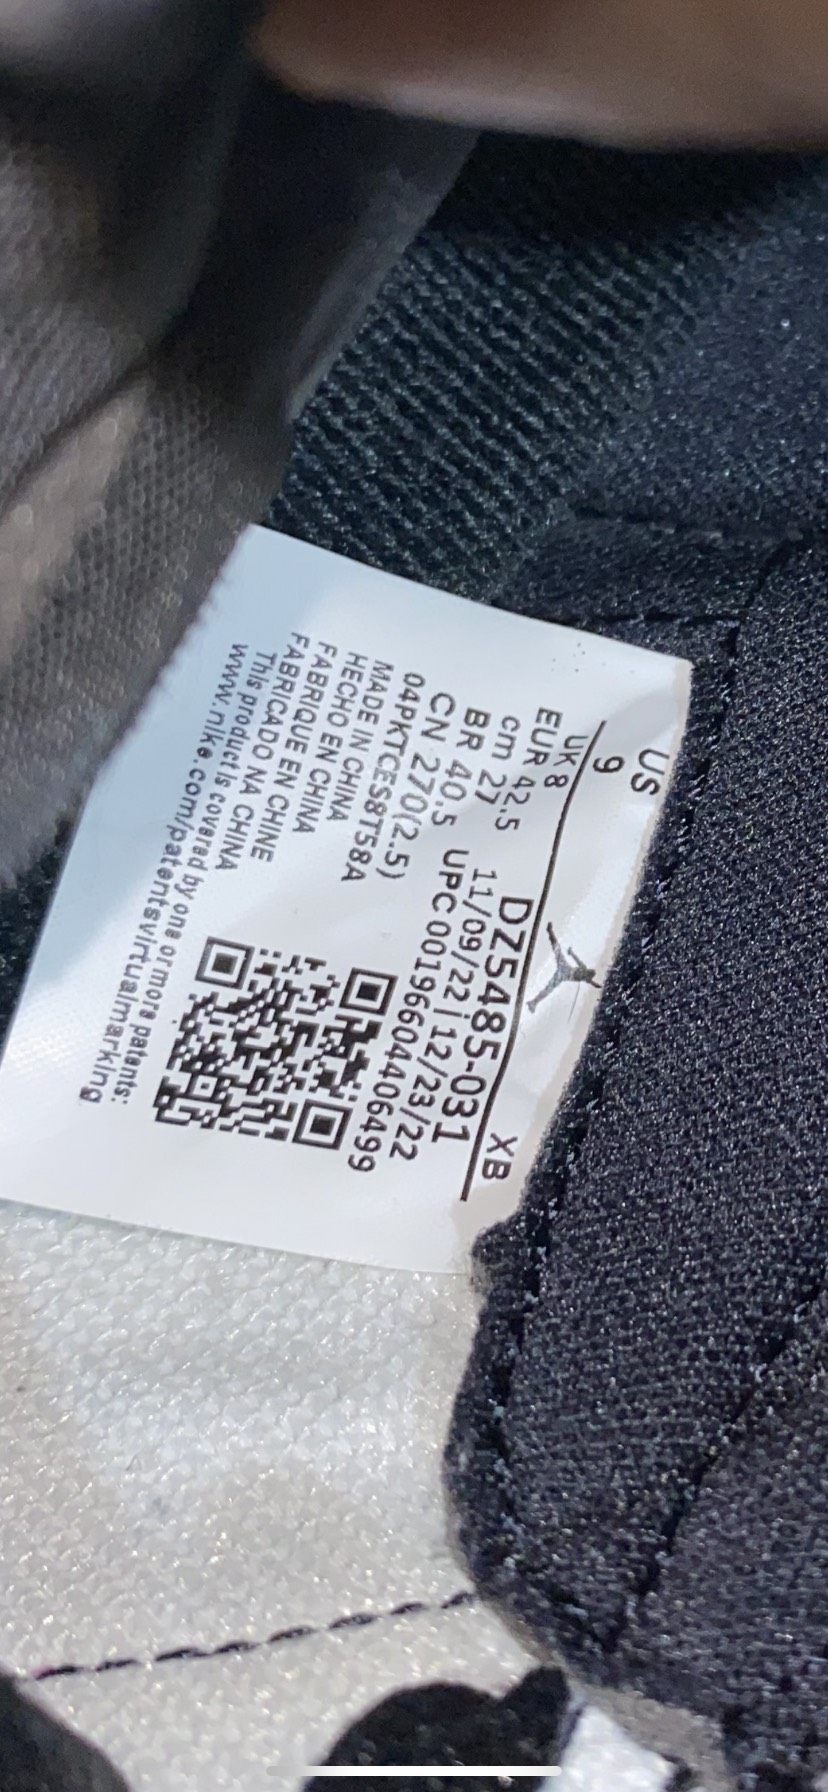 US
9
UK 8
EUR 42.5
cm 27
BR 40.5
CN 270(2.5)
04PKTCES8T58A
MADE IN CHINA
HECHO EN CHINA
FABRIQUE EN CHINE
FABRICADO NA CHINA
This product is covered by one or more patents:
www.nike.com/patentsvirtualmarking
XB
DZ5485-031
11/09/22|12/23/22
UPC 00196604406499